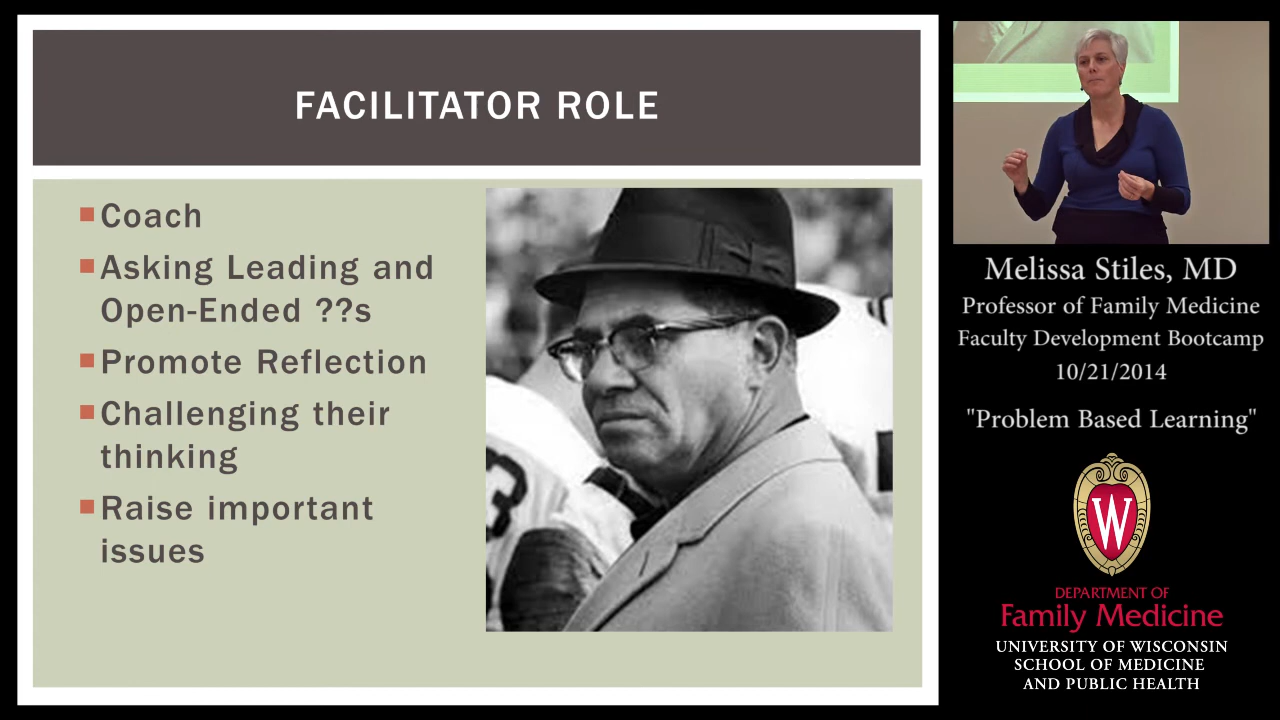 FACILITATOR ROLE
Coach
Asking Leading and
Open-Ended ??s
Promote Reflection
Challenging their
thinking
Raise important
issues
3
Melissa Stiles, MD
Professor of Family Medicine
Faculty Development Bootcamp
10/21/2014
"Problem Based Learning"
W
DEPARTMENT OF
Family Medicine
UNIVERSITY OF WISCONSIN
SCHOOL OF MEDICINE
AND PUBLIC HEALTH